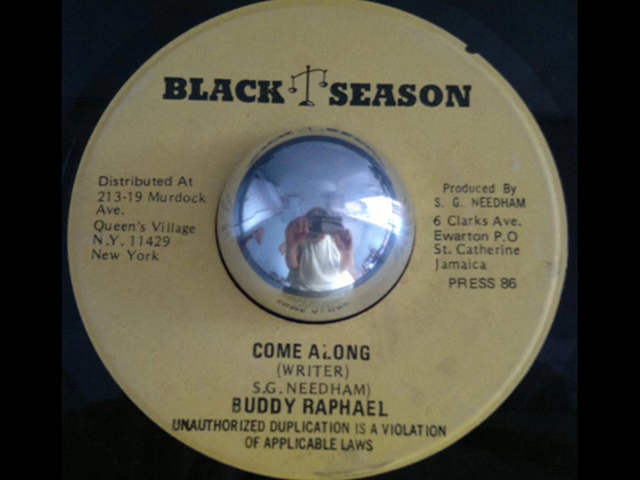 BLACK SEASON
Distributed At
213-19 Murdock
Ave.
Queen's Village
N.Y. 11429
New York
Produced By
S. G. NEEDHAM
6 Clarks Ave.
Ewarton P.O
St. Catherine
Jamaica
PRESS 86
COME ALONG
(WRITER)
S.G. NEEDHAM)
BUDDY RAPHAEL
UNAUTHORIZED DUPLICATION IS A VIOLATION
OF APPLICABLE LAWS